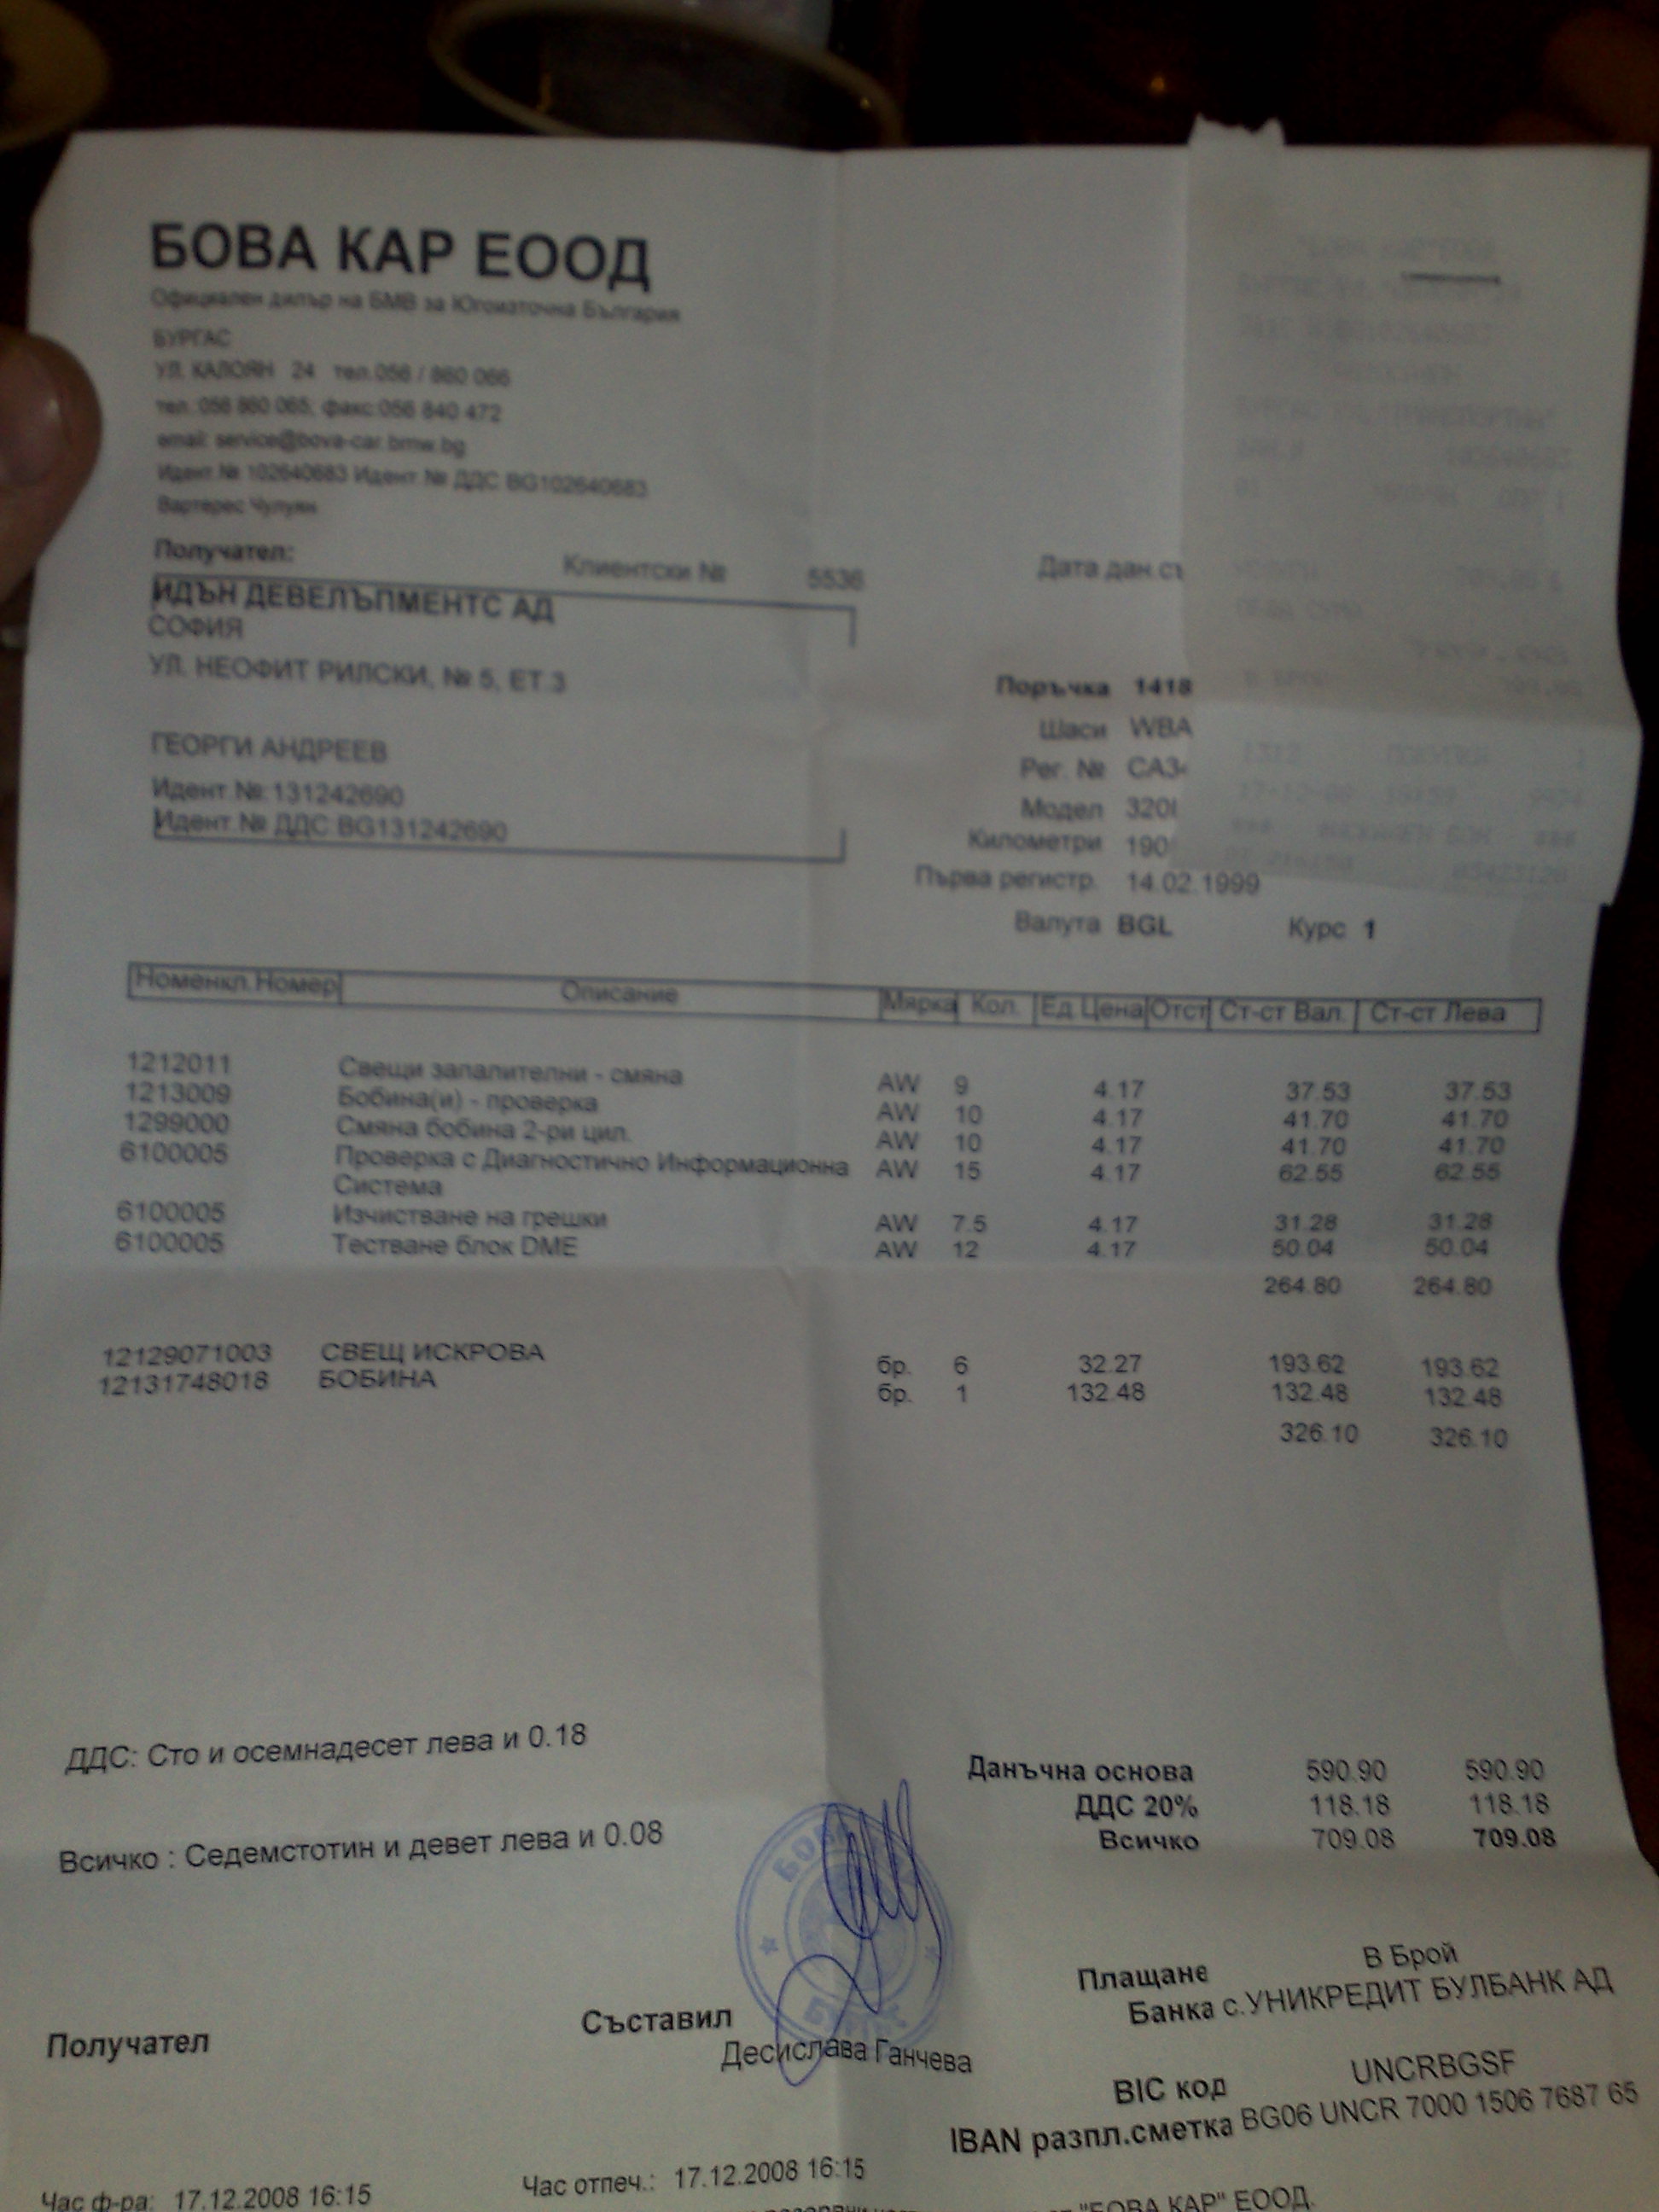 БОВА КАР ЕООД
Официален дилър на БМВ за Югоизточна България
БУРГАС
УЛ. КАЛОЯН 24 тел.056 / 860 066
тел.:056 860 065; факс:056 840 472
email: service@bova-car.bmw.bg
Идент.№ 102640683 Идент.№ ДДС BG102640683
Вартерес Чулуян
Получател: Клиентски № 5536 Дата дан.съ
ИДЪН ДЕВЕЛЪПМЕНТС АД
СОФИЯ
УЛ. НЕОФИТ РИЛСКИ, № 5, ЕТ.3
ГЕОРГИ АНДРЕЕВ
Идент.№:131242690
Идент.№ ДДС:BG131242690
Поръчка 1418
Шаси WBA
Рег. № CA34
Модел 320
Километри 190
Първа регистр. 14.02.1999
Валута BGL Курс 1
Номенкл.Номер Описание Мярка Кол. Ед.Цена Отст Ст-ст Вал. Ст-ст Лева
1212011 Свещи запалителни - смяна AW 9 4.17 37.53 37.53
1213009 Бобина(и) - проверка AW 10 4.17 41.70 41.70
1299000 Смяна бобина 2-ри цил. AW 10 4.17 41.70 41.70
6100005 Проверка с Диагностично Информационна AW 15 4.17 62.55 62.55
Система
6100005 Изчистване на грешки AW 7.5 4.17 31.28 31.28
6100005 Тестване блок DME AW 12 4.17 50.04 50.04
264.80 264.80
12129071003 СВЕЩ ИСКРОВА бр. 6 32.27 193.62 193.62
12131748018 БОБИНА бр. 1 132.48 132.48 132.48
326.10 326.10
ДДС: Сто и осемнадесет лева и 0.18
Всичко : Седемстотин и девет лева и 0.08
Данъчна основа 590.90 590.90
ДДС 20% 118.18 118.18
Всичко 709.08 709.08
Плащане В Брой
Банка с.УНИКРЕДИТ БУЛБАНК АД
Получател Съставил
Десислава Ганчева
BIC код UNCRBGSF
IBAN разпл.сметка BG06 UNCR 7000 1506 7687 65
Час ф-ра: 17.12.2008 16:15 Час отпеч.: 17.12.2008 16:15
"БОВА КАР" ЕООД.